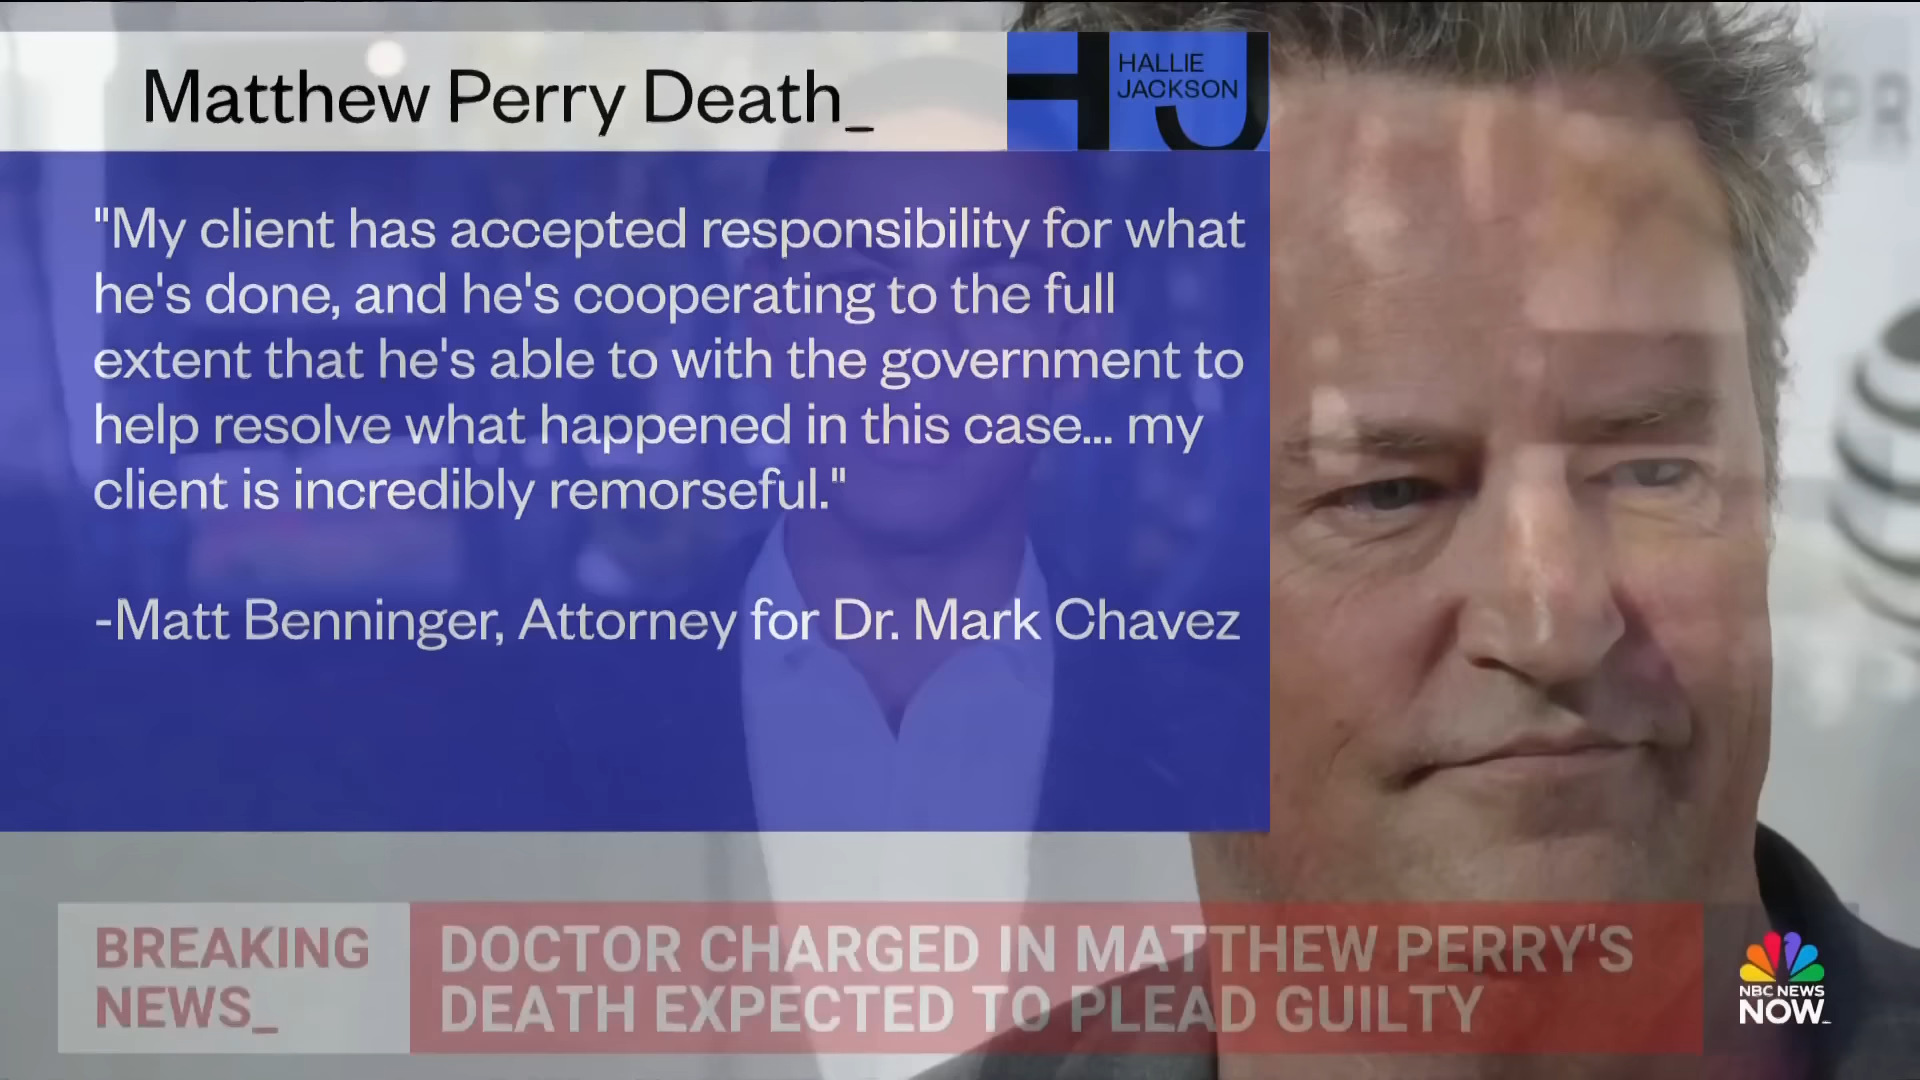 Matthew Perry Death_
HALLIE
JACKSON
HJ
"My client has accepted responsibility for what
he's done, and he's cooperating to the full
extent that he's able to with the government to
help resolve what happened in this case... my
client is incredibly remorseful."
-Matt Benninger, Attorney for Dr. Mark Chavez
PR
BREAKING
NEWS_
DOCTOR CHARGED IN MATTHEW PERRY'S
DEATH EXPECTED TO PLEAD GUILTY
NBC NEWS
NOW_